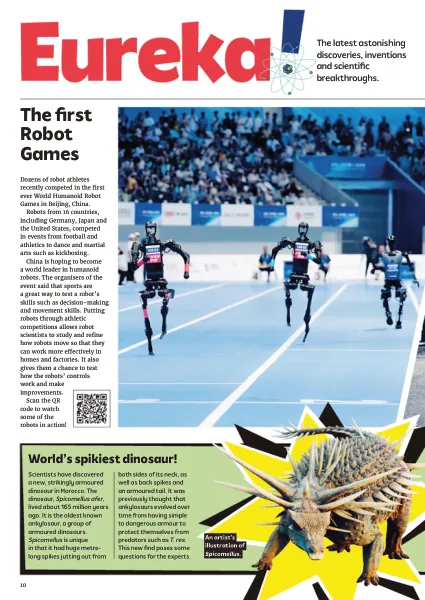 Eureka!
The latest astonishing
discoveries, inventions
and scientific
breakthroughs.
The first
Robot
Games
Dozens of robot athletes
recently competed in the first
ever World Humanoid Robot
Games in Beijing, China.
Robots from 16 countries,
including Germany, Japan and
the United States, competed
in events from football and
athletics to dance and martial
arts such as kickboxing.
China is hoping to become
a world leader in humanoid
robots. The organisers of the
event said that sports are
a great way to test a robot's
skills such as decision-making
and movement skills. Putting
robots through athletic
competitions allows robot
scientists to study and refine
how robots move so that they
can work more effectively in
homes and factories. It also
gives them a chance to test
how the robots' controls
work and make
improvements.
Scan the QR
code to watch
some of the
robots in action!
World's spikiest dinosaur!
Scientists have discovered
a new, strikingly armoured
dinosaur in Morocco. The
dinosaur, Spicomellus afer,
lived about 165 million years
ago. It is the oldest known
ankylosaur, a group of
armoured dinosaurs.
Spicomellus is unique
in that it had huge metre-
long spikes jutting out from
both sides of its neck, as
well as back spikes and
an armoured tail. It was
previously thought that
ankylosaurs evolved over
time from having simple
to dangerous armour to
protect themselves from
predators such as T. rex.
This new find poses some
questions for the experts.
An artist's
illustration of
Spicomellus.
10